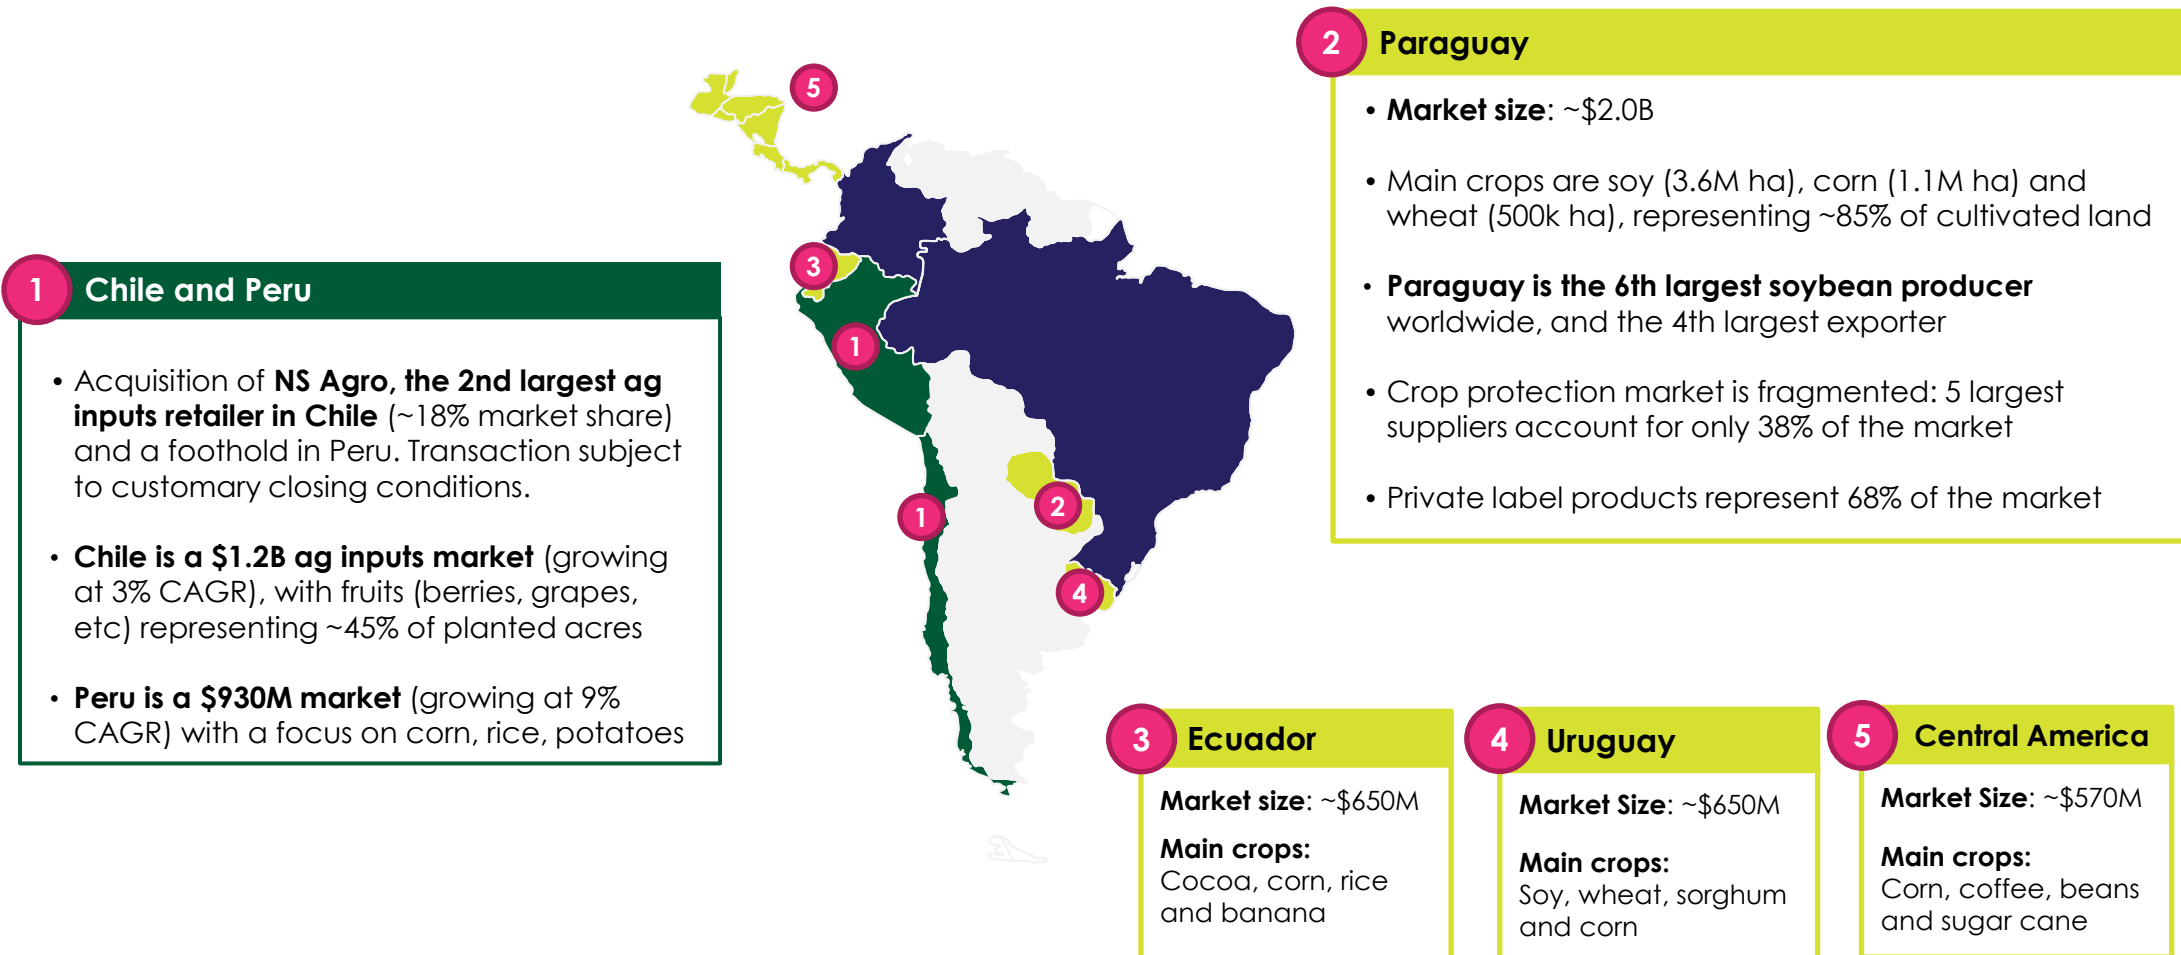 1 Chile and Peru
• Acquisition of NS Agro, the 2nd largest ag
inputs retailer in Chile (~18% market share)
and a foothold in Peru. Transaction subject
to customary closing conditions.
• Chile is a $1.2B ag inputs market (growing
at 3% CAGR), with fruits (berries, grapes,
etc) representing ~45% of planted acres
• Peru is a $930M market (growing at 9%
CAGR) with a focus on corn, rice, potatoes
5
3
1
1
2
4
2 Paraguay
• Market size: ~$2.0B
• Main crops are soy (3.6M ha), corn (1.1M ha) and
wheat (500k ha), representing ~85% of cultivated land
• Paraguay is the 6th largest soybean producer
worldwide, and the 4th largest exporter
• Crop protection market is fragmented: 5 largest
suppliers account for only 38% of the market
• Private label products represent 68% of the market
3 Ecuador
Market size: ~$650M
Main crops:
Cocoa, corn, rice
and banana
4 Uruguay
Market Size: ~$650M
Main crops:
Soy, wheat, sorghum
and corn
5 Central America
Market Size: ~$570M
Main crops:
Corn, coffee, beans
and sugar cane